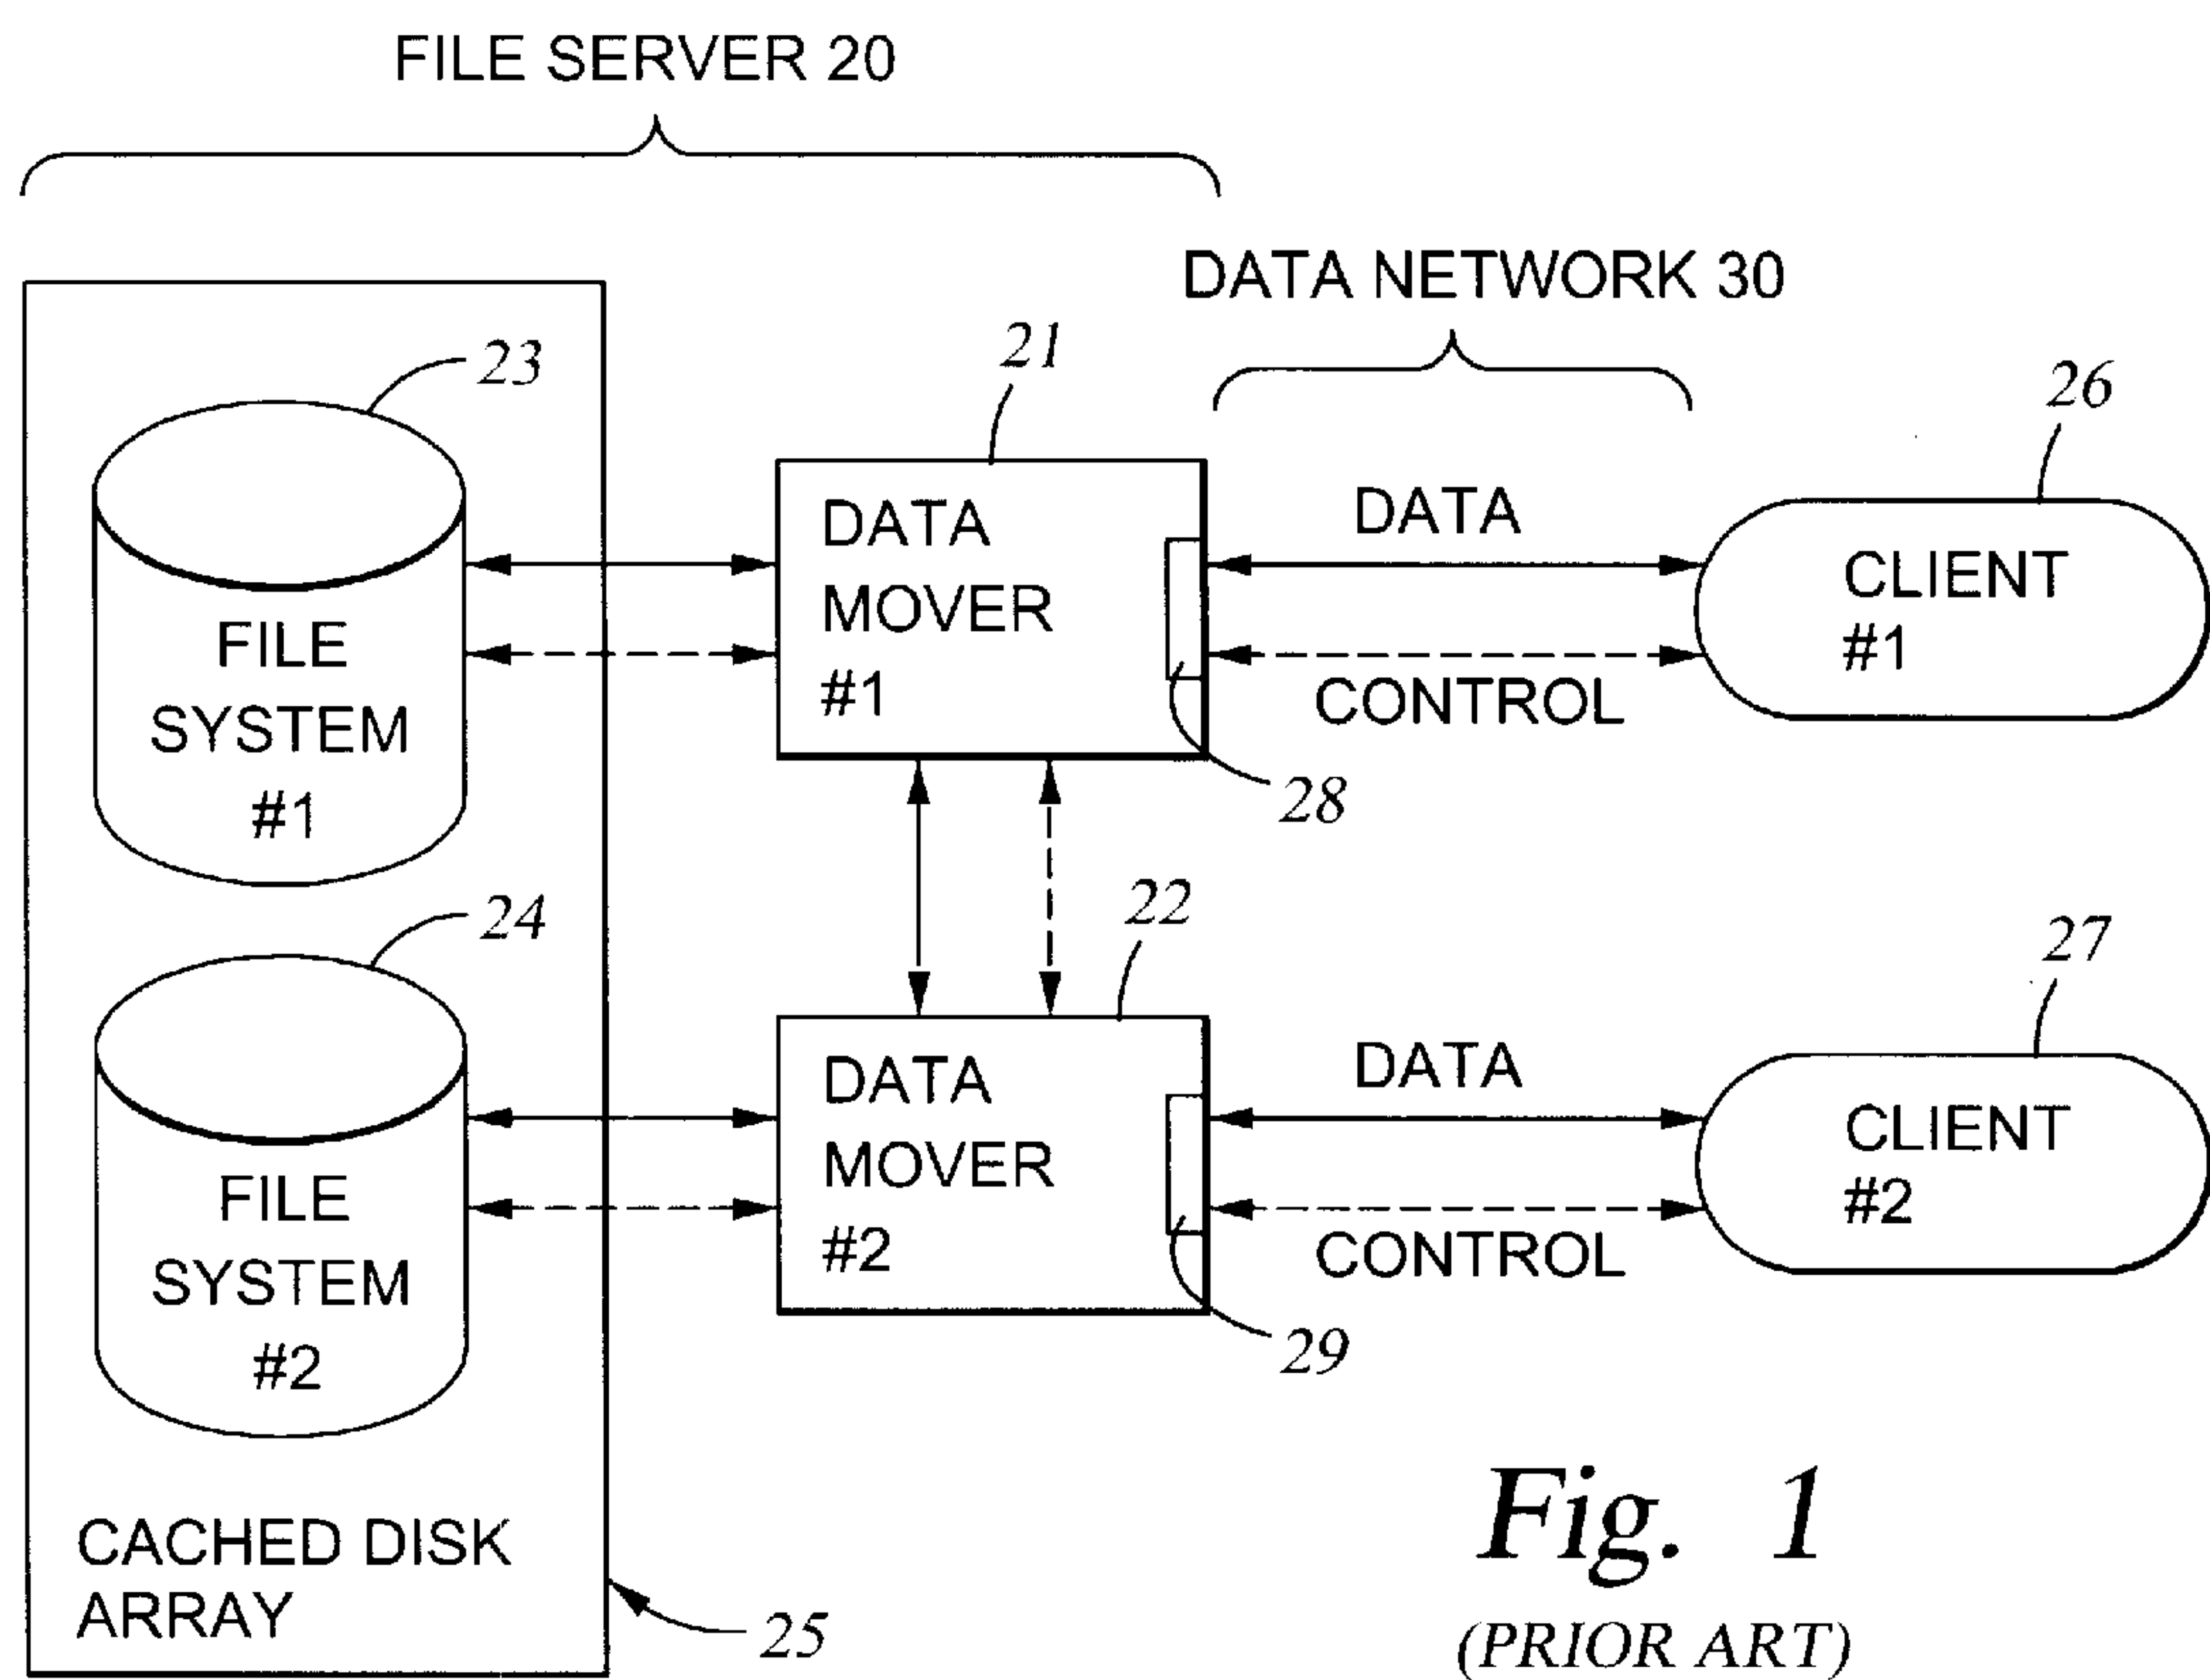 FILE SERVER 20
DATA NETWORK 30
23
21
26
DATA
MOVER
#1
DATA
CONTROL
CLIENT
#1
FILE
SYSTEM
#1
28
24
22
27
DATA
MOVER
#2
DATA
CONTROL
CLIENT
#2
FILE
SYSTEM
#2
29
CACHED DISK
ARRAY
25
Fig. 1
(PRIOR ART)